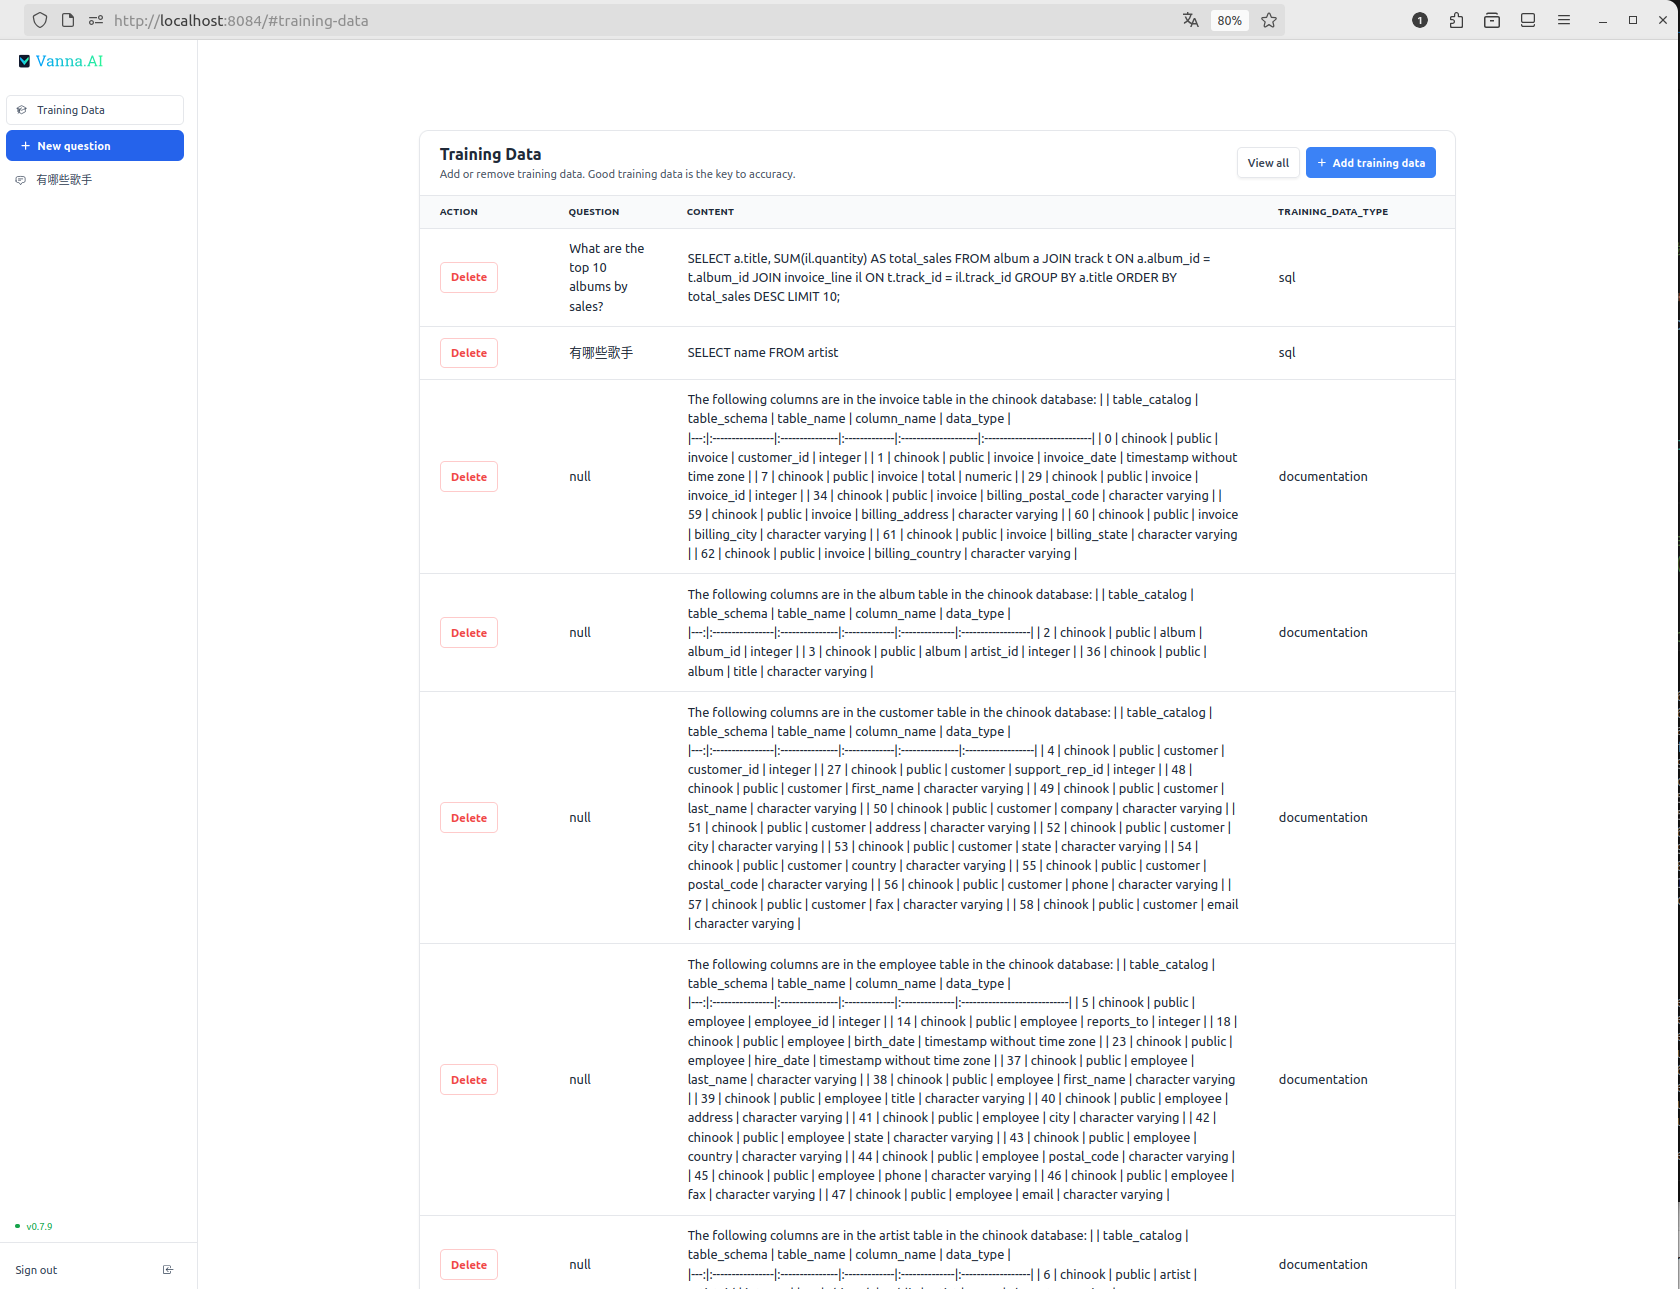 http://localhost:8084/#training-data
80%
1
Vanna.AI
Training Data
+ New question
有哪些歌手
v0.7.9
Sign out
Training Data
Add or remove training data. Good training data is the key to accuracy.
View all
+ Add training data
ACTION QUESTION CONTENT TRAINING_DATA_TYPE
Delete
What are the
top 10
albums by
sales?
SELECT a.title, SUM(il.quantity) AS total_sales FROM album a JOIN track t ON a.album_id =
t.album_id JOIN invoice_line il ON t.track_id = il.track_id GROUP BY a.title ORDER BY
total_sales DESC LIMIT 10;
sql
Delete
有哪些歌手
SELECT name FROM artist
sql
Delete
null
The following columns are in the invoice table in the chinook database: | | table_catalog |
table_schema | table_name | column_name | data_type |
|---:|:----------------|:---------------|:-------------|:--------------------|:----------------------------| | 0 | chinook | public |
invoice | customer_id | integer | | 1 | chinook | public | invoice | invoice_date | timestamp without
time zone | | 7 | chinook | public | invoice | total | numeric | | 29 | chinook | public | invoice |
invoice_id | integer | | 34 | chinook | public | invoice | billing_postal_code | character varying | |
59 | chinook | public | invoice | billing_address | character varying | | 60 | chinook | public | invoice
| billing_city | character varying | | 61 | chinook | public | invoice | billing_state | character varying
| | 62 | chinook | public | invoice | billing_country | character varying |
documentation
Delete
null
The following columns are in the album table in the chinook database: | | table_catalog |
table_schema | table_name | column_name | data_type |
|---:|:----------------|:---------------|:-------------|:--------------|:------------------| | 2 | chinook | public | album |
album_id | integer | | 3 | chinook | public | album | artist_id | integer | | 36 | chinook | public |
album | title | character varying |
documentation
Delete
null
The following columns are in the customer table in the chinook database: | | table_catalog |
table_schema | table_name | column_name | data_type |
|---:|:----------------|:---------------|:-------------|:---------------|:------------------| | 4 | chinook | public | customer |
customer_id | integer | | 27 | chinook | public | customer | support_rep_id | integer | | 48 |
chinook | public | customer | first_name | character varying | | 49 | chinook | public | customer |
last_name | character varying | | 50 | chinook | public | customer | company | character varying | |
51 | chinook | public | customer | address | character varying | | 52 | chinook | public | customer |
city | character varying | | 53 | chinook | public | customer | state | character varying | | 54 |
chinook | public | customer | country | character varying | | 55 | chinook | public | customer |
postal_code | character varying | | 56 | chinook | public | customer | phone | character varying | |
57 | chinook | public | customer | fax | character varying | | 58 | chinook | public | customer | email
| character varying |
documentation
Delete
null
The following columns are in the employee table in the chinook database: | | table_catalog |
table_schema | table_name | column_name | data_type |
|---:|:----------------|:---------------|:-------------|:--------------|:----------------------------| | 5 | chinook | public |
employee | employee_id | integer | | 14 | chinook | public | employee | reports_to | integer | | 18 |
chinook | public | employee | birth_date | timestamp without time zone | | 23 | chinook | public |
employee | hire_date | timestamp without time zone | | 37 | chinook | public | employee |
last_name | character varying | | 38 | chinook | public | employee | first_name | character varying
| | 39 | chinook | public | employee | title | character varying | | 40 | chinook | public | employee |
address | character varying | | 41 | chinook | public | employee | city | character varying | | 42 |
chinook | public | employee | state | character varying | | 43 | chinook | public | employee |
country | character varying | | 44 | chinook | public | employee | postal_code | character varying |
| 45 | chinook | public | employee | phone | character varying | | 46 | chinook | public | employee |
fax | character varying | | 47 | chinook | public | employee | email | character varying |
documentation
Delete
null
The following columns are in the artist table in the chinook database: | | table_catalog |
table_schema | table_name | column_name | data_type |
|---:|:----------------|:---------------|:-------------|:--------------|:------------------| | 6 | chinook | public | artist |
documentation